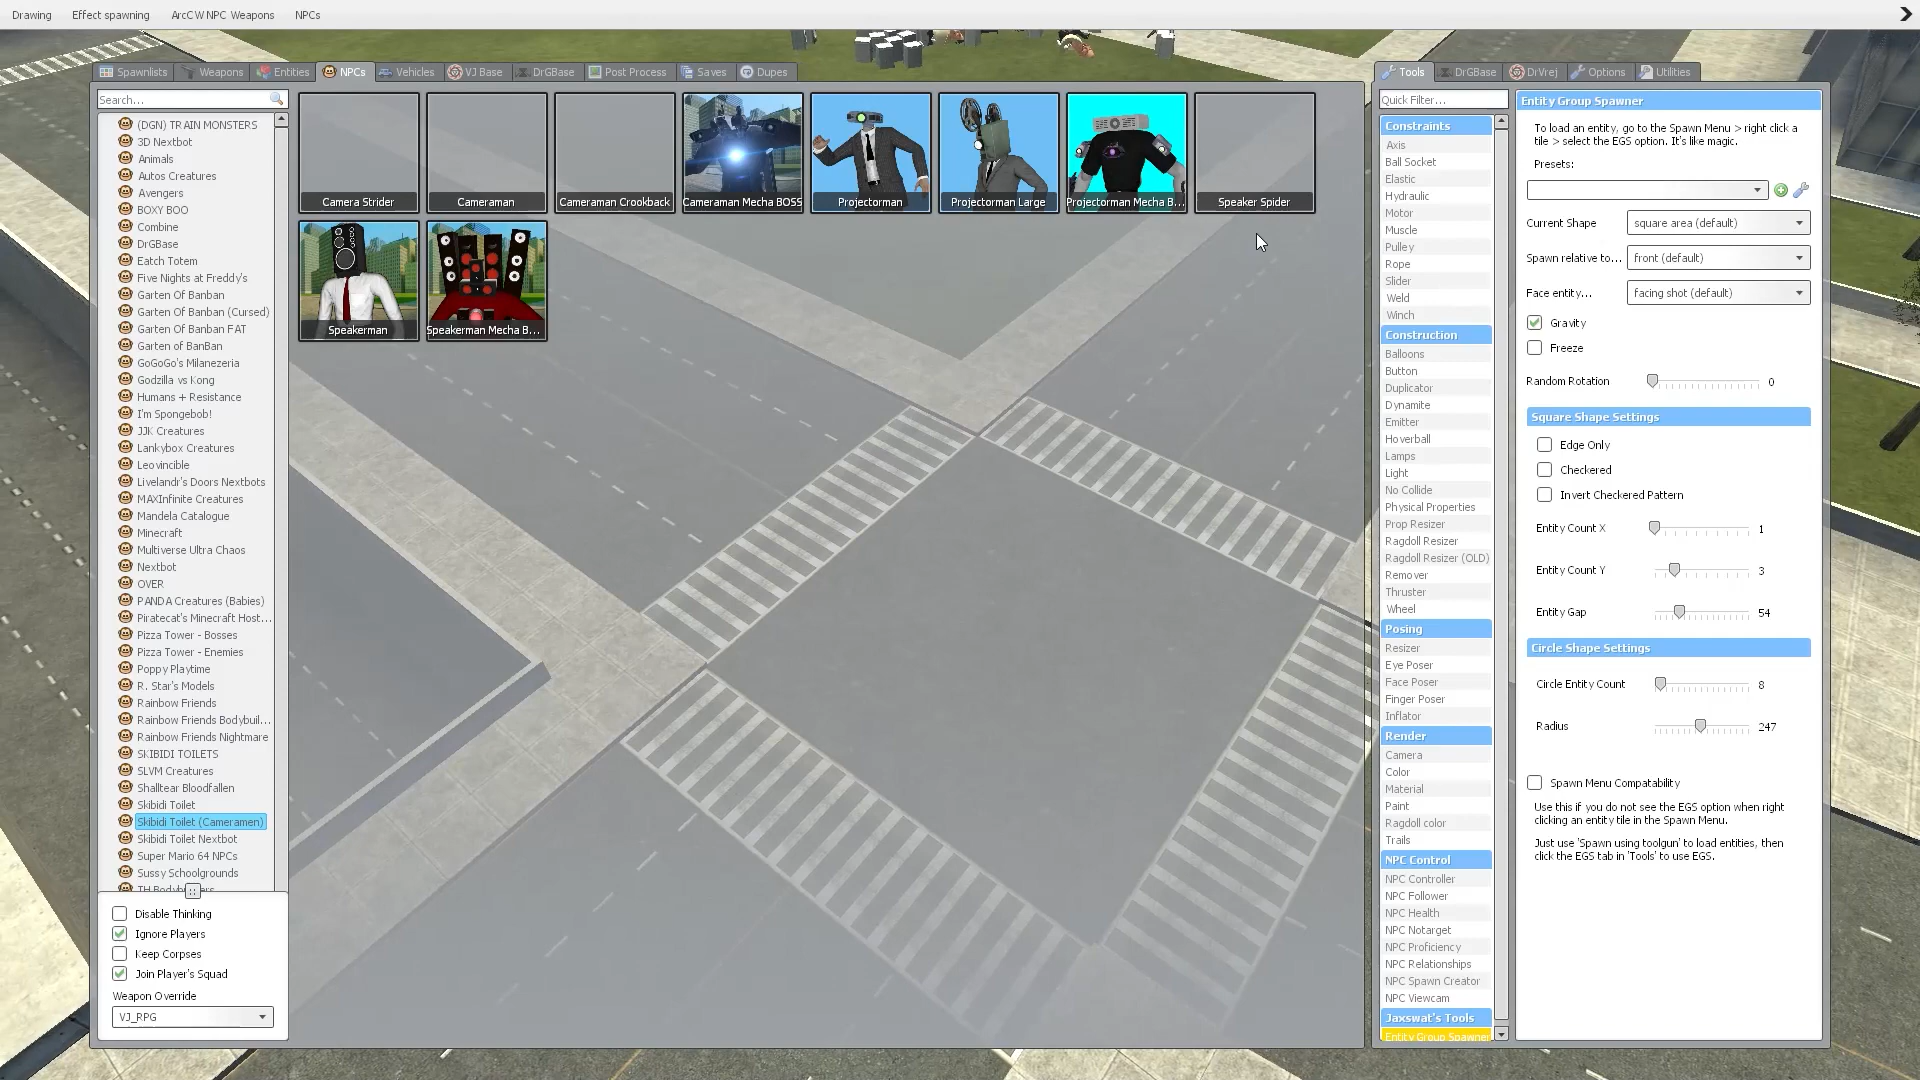 Drawing
Effect spawning
ArcCW NPC Weapons
NPCs
Spawnlists
Weapons
Entities
NPCs
Vehicles
VJ Base
DrGBase
Post Process
Saves
Dupes
Search...
(DGN) TRAIN MONSTERS
3D Nextbot
Animals
Autos Creatures
Avengers
BOXY BOO
Combine
DrGBase
Eatch Totem
Five Nights at Freddy's
Garten Of Banban
Garten Of Banban (Cursed)
Garten Of Banban FAT
Garten of BanBan
GoGoGo's Milanezeria
Godzilla vs Kong
Humans + Resistance
I'm Spongebob!
JJK Creatures
Lankybox Creatures
Leovincible
Livelandr's Doors Nextbots
MAXInfinite Creatures
Mandela Catalogue
Minecraft
Multiverse Ultra Chaos
Nextbot
OVER
PANDA Creatures (Babies)
Piratecat's Minecraft Host...
Pizza Tower - Bosses
Pizza Tower - Enemies
Poppy Playtime
R. Star's Models
Rainbow Friends
Rainbow Friends Bodybuil...
Rainbow Friends Nightmare
SKIBIDI TOILETS
SLVM Creatures
Shalltear Bloodfallen
Skibidi Toilet
Skibidi Toilet (Cameramen)
Skibidi Toilet Nextbot
Super Mario 64 NPCs
Sussy Schoolgrounds
Disable Thinking
Ignore Players
Keep Corpses
Join Player's Squad
Weapon Override
VJ_RPG
Camera Strider
Cameraman
Cameraman Crookback
Cameraman Mecha BOSS
Projectorman
Projectorman Large
Projectorman Mecha B...
Speaker Spider
Speakerman
Speakerman Mecha B...
Tools
DrGBase
DrVrej
Options
Utilities
Quick Filter...
Constraints
Axis
Ball Socket
Elastic
Hydraulic
Motor
Muscle
Pulley
Rope
Slider
Weld
Winch
Construction
Balloons
Button
Duplicator
Dynamite
Emitter
Hoverball
Lamps
Light
No Collide
Physical Properties
Prop Resizer
Ragdoll Resizer
Ragdoll Resizer (OLD)
Remover
Thruster
Wheel
Posing
Resizer
Eye Poser
Face Poser
Finger Poser
Inflator
Render
Camera
Color
Material
Paint
Ragdoll color
Trails
NPC Control
NPC Controller
NPC Follower
NPC Health
NPC Notarget
NPC Proficiency
NPC Relationships
NPC Spawn Creator
NPC Viewcam
Jaxswat's Tools
Entity Group Spawner
Entity Group Spawner
To load an entity, go to the Spawn Menu > right click a
tile > select the EGS option. It's like magic.
Presets:
Current Shape
square area (default)
Spawn relative to...
front (default)
Face entity...
facing shot (default)
Gravity
Freeze
Random Rotation
0
Square Shape Settings
Edge Only
Checkered
Invert Checkered Pattern
Entity Count X
1
Entity Count Y
3
Entity Gap
54
Circle Shape Settings
Circle Entity Count
8
Radius
247
Spawn Menu Compatability
Use this if you do not see the EGS option when right
clicking an entity tile in the Spawn Menu.
Just use 'Spawn using toolgun' to load entities, then
click the EGS tab in 'Tools' to use EGS.